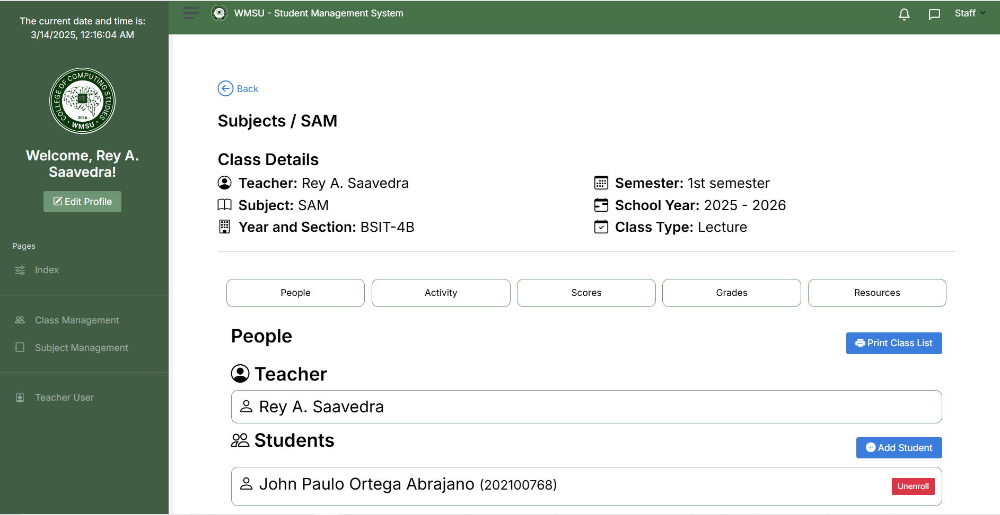 The current date and time is:
3/14/2025, 12:16:04 AM
COLLEGE OF COMPUTING STUDIES
2016
WMSU
Welcome, Rey A.
Saavedra!
Edit Profile
Pages
Index
Class Management
Subject Management
Teacher User
WMSU - Student Management System
Staff
Back
Subjects / SAM
Class Details
Teacher: Rey A. Saavedra
Subject: SAM
Year and Section: BSIT-4B
Semester: 1st semester
School Year: 2025 - 2026
Class Type: Lecture
People
Activity
Scores
Grades
Resources
People
Print Class List
Teacher
Rey A. Saavedra
Students
Add Student
John Paulo Ortega Abrajano (202100768)
Unenroll